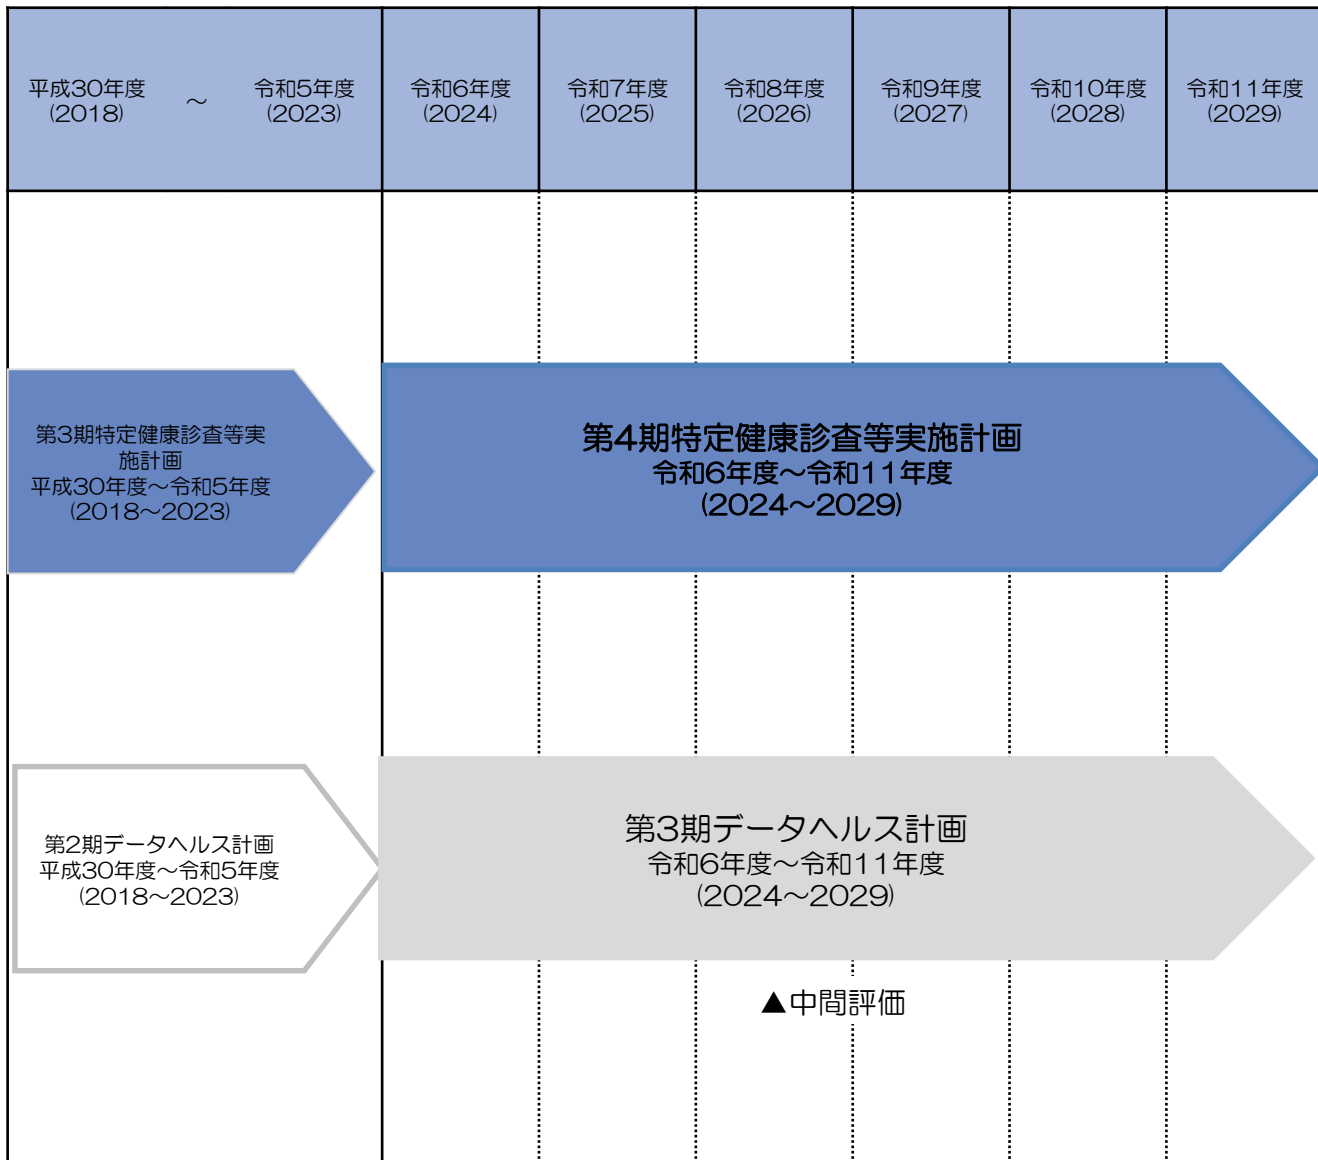 平成30年度
(2018)
～
令和5年度
(2023)
令和6年度
(2024)
令和7年度
(2025)
令和8年度
(2026)
令和9年度
(2027)
令和10年度
(2028)
令和11年度
(2029)
第3期特定健康診査等実
施計画
平成30年度～令和5年度
(2018～2023)
第4期特定健康診査等実施計画
令和6年度～令和11年度
(2024～2029)
第2期データヘルス計画
平成30年度～令和5年度
(2018～2023)
第3期データヘルス計画
令和6年度～令和11年度
(2024～2029)
▲中間評価